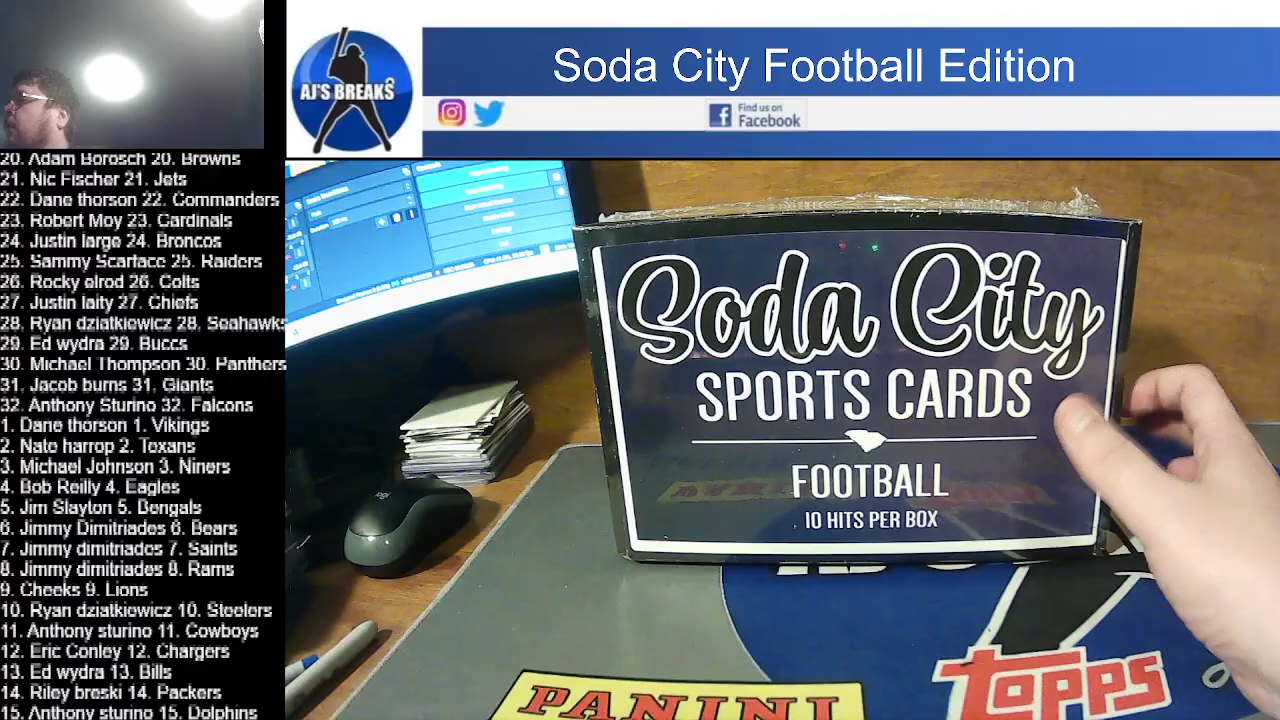 AJ'S BREAKS
Soda City Football Edition
Find us on
Facebook
20. Adam Borosch 20. Browns
21. Nic Fischer 21. Jets
22. Dane thorson 22. Commanders
23. Robert Moy 23. Cardinals
24. Justin large 24. Broncos
25. Sammy Scarface 25. Raiders
26. Rocky elrod 26. Colts
27. Justin laity 27. Chiefs
28. Ryan dziatkiewicz 28. Seahawks
29. Ed wydra 29. Buccs
30. Michael Thompson 30. Panthers
31. Jacob burns 31. Giants
32. Anthony Sturino 32. Falcons
1. Dane thorson 1. Vikings
2. Nate harrop 2. Texans
3. Michael Johnson 3. Niners
4. Bob Reilly 4. Eagles
5. Jim Slayton 5. Bengals
6. Jimmy Dimitriades 6. Bears
7. Jimmy dimitriades 7. Saints
8. Jimmy dimitriades 8. Rams
9. Cheeks 9. Lions
10. Ryan dziatkiewicz 10. Steelers
11. Anthony sturino 11. Cowboys
12. Eric Conley 12. Chargers
13. Ed wydra 13. Bills
14. Riley breski 14. Packers
15. Anthony sturino 15. Dolphins
Soda City
SPORTS CARDS
FOOTBALL
10 HITS PER BOX
PANINI
TOPPS
logi